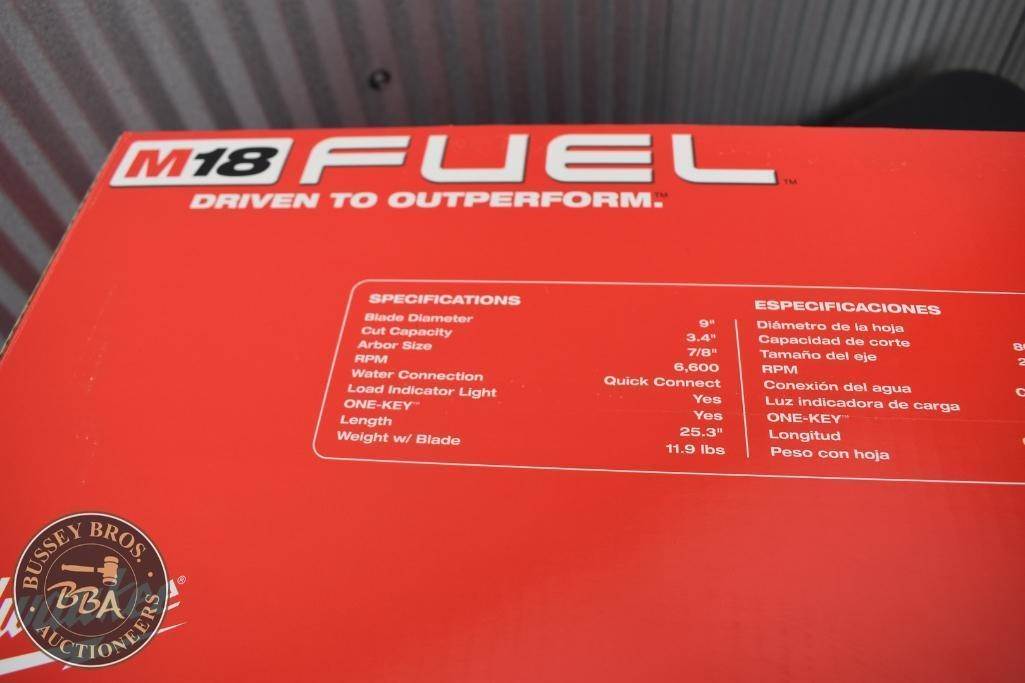 M18 FUEL™
DRIVEN TO OUTPERFORM.™
SPECIFICATIONS
Blade Diameter 9"
Cut Capacity 3.4"
Arbor Size 7/8"
RPM 6,600
Water Connection Quick Connect
Load Indicator Light Yes
ONE-KEY™ Yes
Length 25.3"
Weight w/ Blade 11.9 lbs
ESPECIFICACIONES
Diámetro de la hoja
Capacidad de corte
Tamaño del eje
RPM
Conexión del agua
Luz indicadora de carga
ONE-KEY™
Longitud
Peso con hoja
BUSSEY BROS.
BBA
AUCTIONEERS